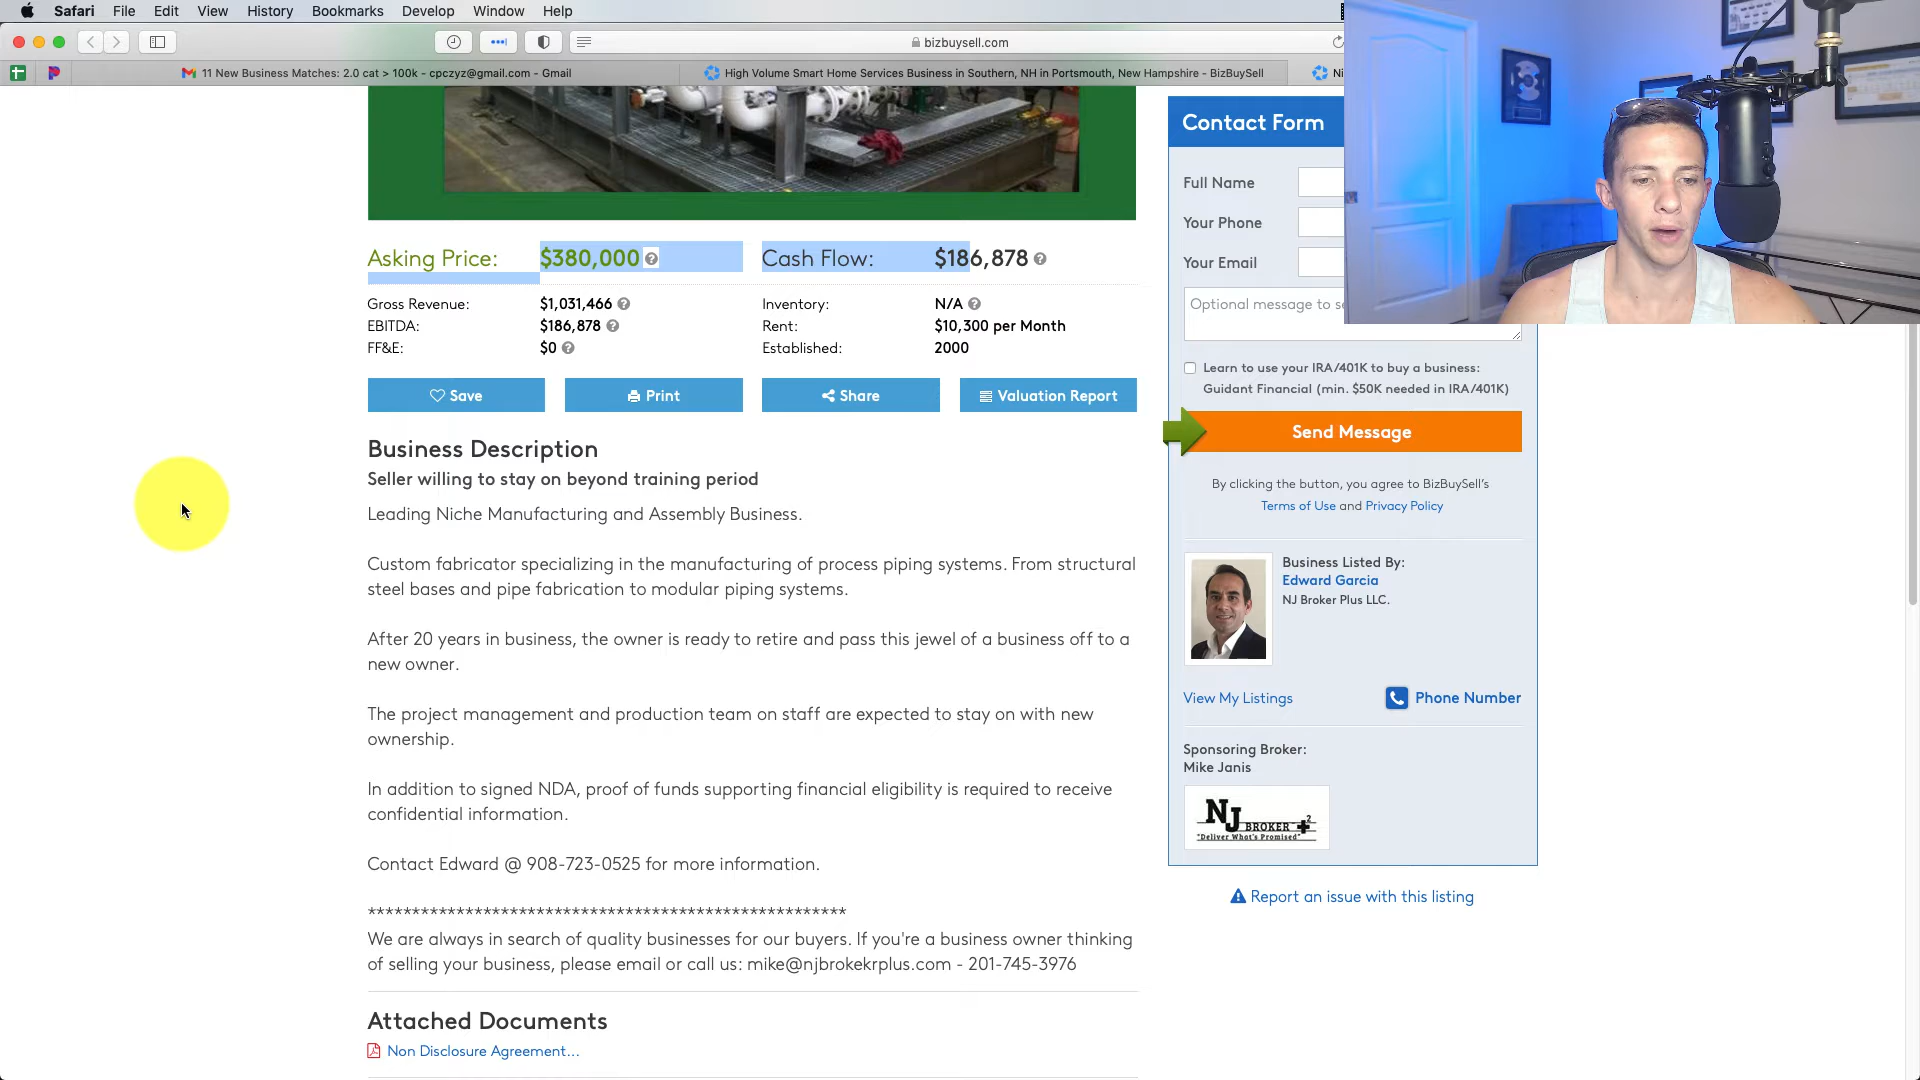 Safari File Edit View History Bookmarks Develop Window Help
bizbuysell.com
11 New Business Matches: 2.0 cat > 100k - cpczyz@gmail.com - Gmail
High Volume Smart Home Services Business in Southern, NH in Portsmouth, New Hampshire - BizBuySell
Ni
Asking Price: $380,000 ? Cash Flow: $186,878 ?
Gross Revenue: $1,031,466 ? Inventory: N/A ?
EBITDA: $186,878 ? Rent: $10,300 per Month
FF&E: $0 ? Established: 2000
Save Print Share Valuation Report
Business Description
Seller willing to stay on beyond training period
Leading Niche Manufacturing and Assembly Business.
Custom fabricator specializing in the manufacturing of process piping systems. From structural
steel bases and pipe fabrication to modular piping systems.
After 20 years in business, the owner is ready to retire and pass this jewel of a business off to a
new owner.
The project management and production team on staff are expected to stay on with new
ownership.
In addition to signed NDA, proof of funds supporting financial eligibility is required to receive
confidential information.
Contact Edward @ 908-723-0525 for more information.
******************************************************
We are always in search of quality businesses for our buyers. If you're a business owner thinking
of selling your business, please email or call us: mike@njbrokekrplus.com - 201-745-3976
Attached Documents
Non Disclosure Agreement...
Contact Form
Full Name
Your Phone
Your Email
Optional message to se
Learn to use your IRA/401K to buy a business:
Guidant Financial (min. $50K needed in IRA/401K)
Send Message
By clicking the button, you agree to BizBuySell's
Terms of Use and Privacy Policy
Business Listed By:
Edward Garcia
NJ Broker Plus LLC.
View My Listings Phone Number
Sponsoring Broker:
Mike Janis
NJ BROKER +2
"Deliver What's Promised"
Report an issue with this listing